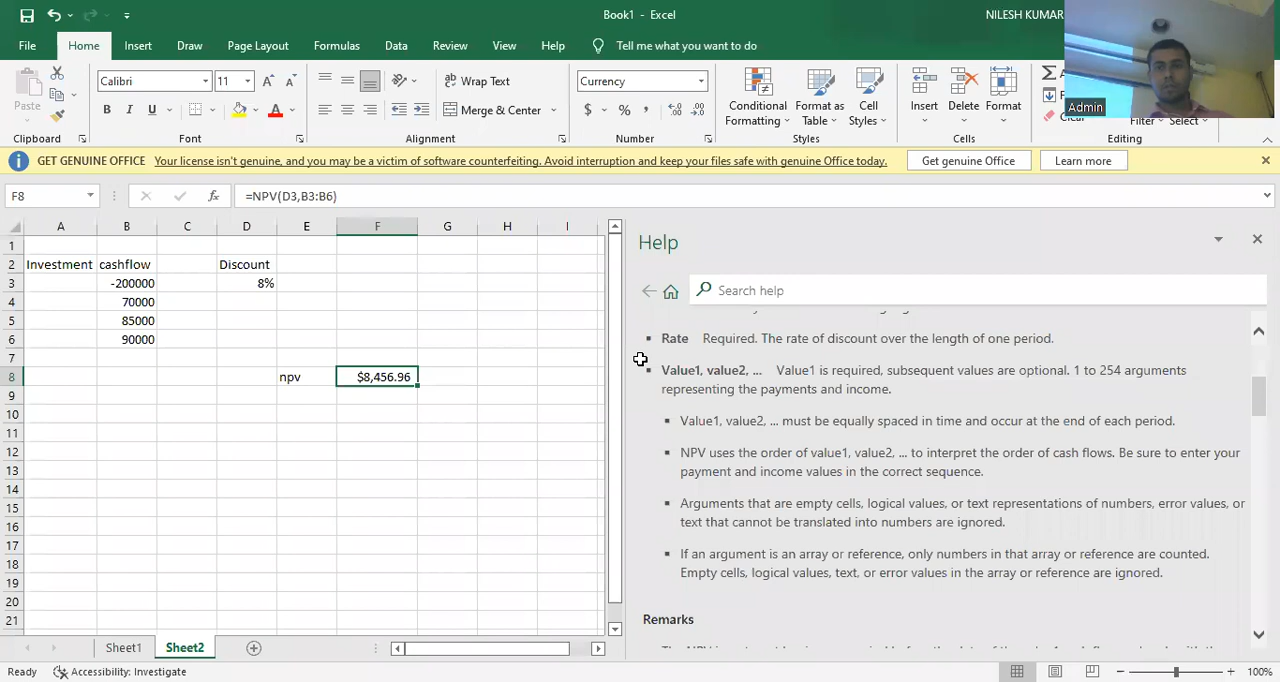 Book1 - Excel
NILESH KUMAR
File Home Insert Draw Page Layout Formulas Data Review View Help Tell me what you want to do
Paste
Calibri 11
Wrap Text
Currency
Conditional Formatting
Format as Table
Cell Styles
Insert
Delete
Format
B I U
Merge & Center
$ % ,
Filter
Select
Admin
Clipboard Font Alignment Number Styles Cells Editing
GET GENUINE OFFICE Your license isn't genuine, and you may be a victim of software counterfeiting. Avoid interruption and keep your files safe with genuine Office today. Get genuine Office Learn more
F8 fx =NPV(D3,B3:B6)
A B C D E F G H I
1
2 Investment cashflow Discount
3 -200000 8%
4 70000
5 85000
6 90000
7
8 npv $8,456.96
9
10
11
12
13
14
15
16
17
18
19
20
21
Help
Search help
Rate Required. The rate of discount over the length of one period.
Value1, value2, ... Value1 is required, subsequent values are optional. 1 to 254 arguments
representing the payments and income.
Value1, value2, ... must be equally spaced in time and occur at the end of each period.
NPV uses the order of value1, value2, ... to interpret the order of cash flows. Be sure to enter your
payment and income values in the correct sequence.
Arguments that are empty cells, logical values, or text representations of numbers, error values, or
text that cannot be translated into numbers are ignored.
If an argument is an array or reference, only numbers in that array or reference are counted.
Empty cells, logical values, text, or error values in the array or reference are ignored.
Remarks
Sheet1 Sheet2
Ready Accessibility: Investigate 100%